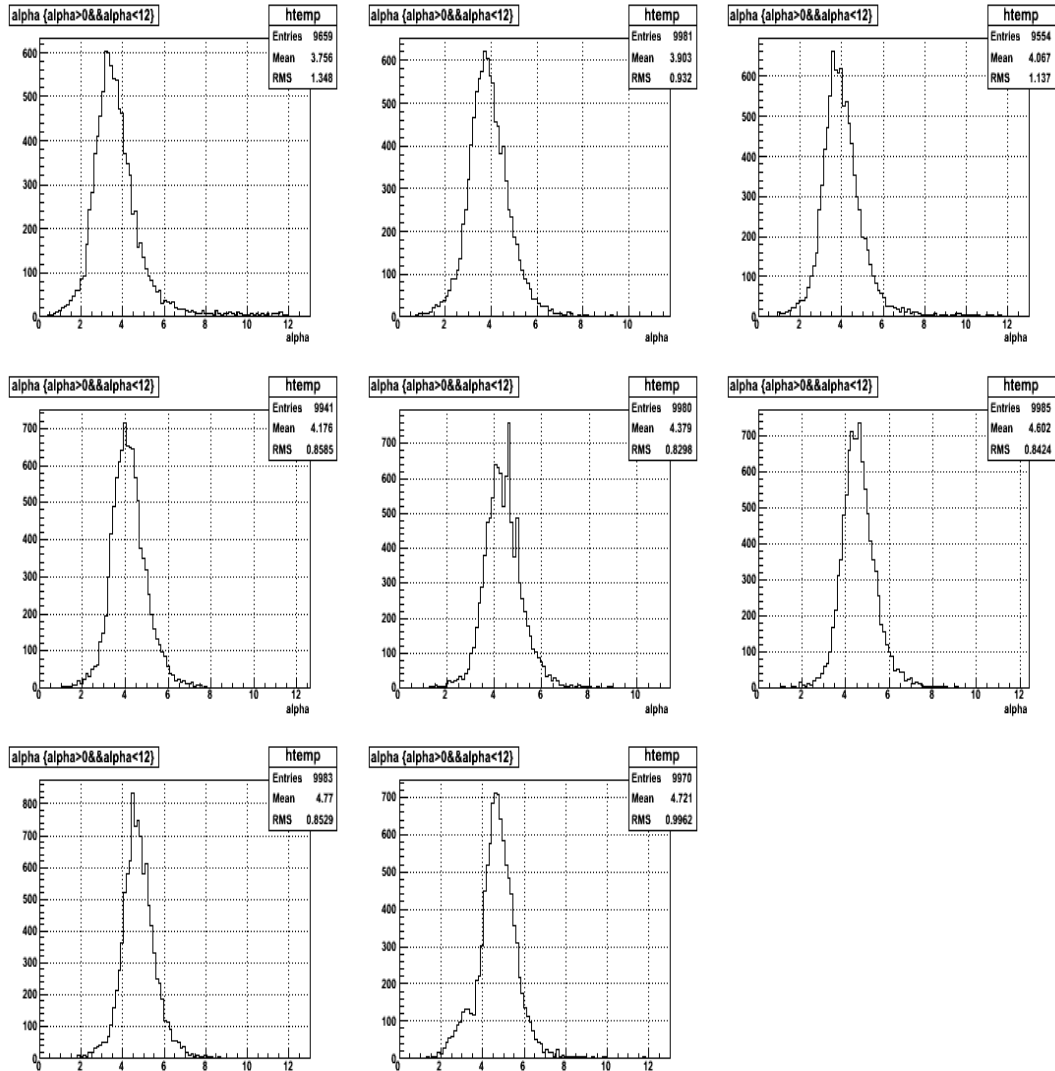 alpha {alpha>0&&alpha<12}
htemp
Entries 9659
Mean 3.756
RMS 1.348
600
500
400
300
200
100
0
0 2 4 6 8 10 12
alpha
alpha {alpha>0&&alpha<12}
htemp
Entries 9981
Mean 3.903
RMS 0.932
600
500
400
300
200
100
0
0 2 4 6 8 10
alpha
alpha {alpha>0&&alpha<12}
htemp
Entries 9554
Mean 4.067
RMS 1.137
600
500
400
300
200
100
0
0 2 4 6 8 10 12
alpha
alpha {alpha>0&&alpha<12}
htemp
Entries 9941
Mean 4.176
RMS 0.8585
700
600
500
400
300
200
100
0
0 2 4 6 8 10 12
alpha
alpha {alpha>0&&alpha<12}
htemp
Entries 9980
Mean 4.379
RMS 0.8298
700
600
500
400
300
200
100
0
0 2 4 6 8 10
alpha
alpha {alpha>0&&alpha<12}
htemp
Entries 9985
Mean 4.602
RMS 0.8424
700
600
500
400
300
200
100
0
0 2 4 6 8 10 12
alpha
alpha {alpha>0&&alpha<12}
htemp
Entries 9983
Mean 4.77
RMS 0.8529
800
700
600
500
400
300
200
100
0
0 2 4 6 8 10 12
alpha
alpha {alpha>0&&alpha<12}
htemp
Entries 9970
Mean 4.721
RMS 0.9962
700
600
500
400
300
200
100
0
0 2 4 6 8 10 12
alpha